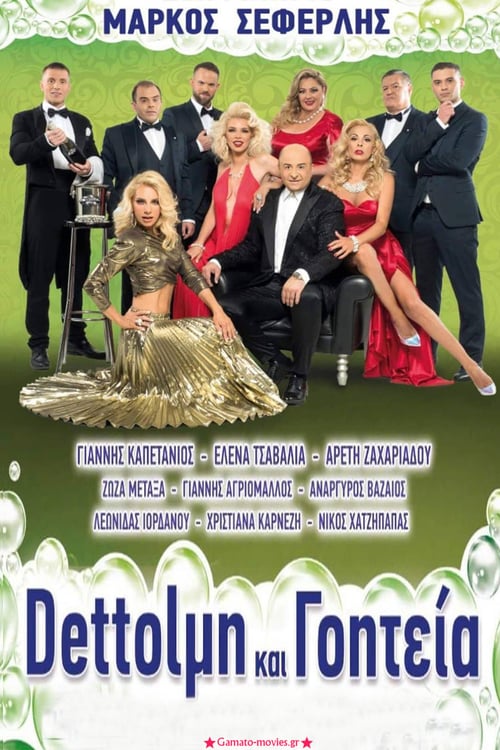 ΜΑΡΚΟΣ ΣΕΦΕΡΛΗΣ
ΓΙΑΝΝΗΣ ΚΑΠΕΤΑΝΙΟΣ - ΕΛΕΝΑ ΤΣΑΒΑΛΙΑ - ΑΡΕΤΗ ΖΑΧΑΡΙΑΔΟΥ
ΖΩΖΑ ΜΕΤΑΞΑ - ΓΙΑΝΝΗΣ ΑΓΡΙΟΜΑΛΛΟΣ - ΑΝΑΡΓΥΡΟΣ ΒΑΖΑΙΟΣ
ΛΕΩΝΙΔΑΣ ΙΟΡΔΑΝΟΥ - ΧΡΙΣΤΙΑΝΑ ΚΑΡΝΕΖΗ - ΝΙΚΟΣ ΧΑΤΖΗΠΑΠΑΣ
Dettolμη και Γοητεία
★ Gamato-movies.gr ★